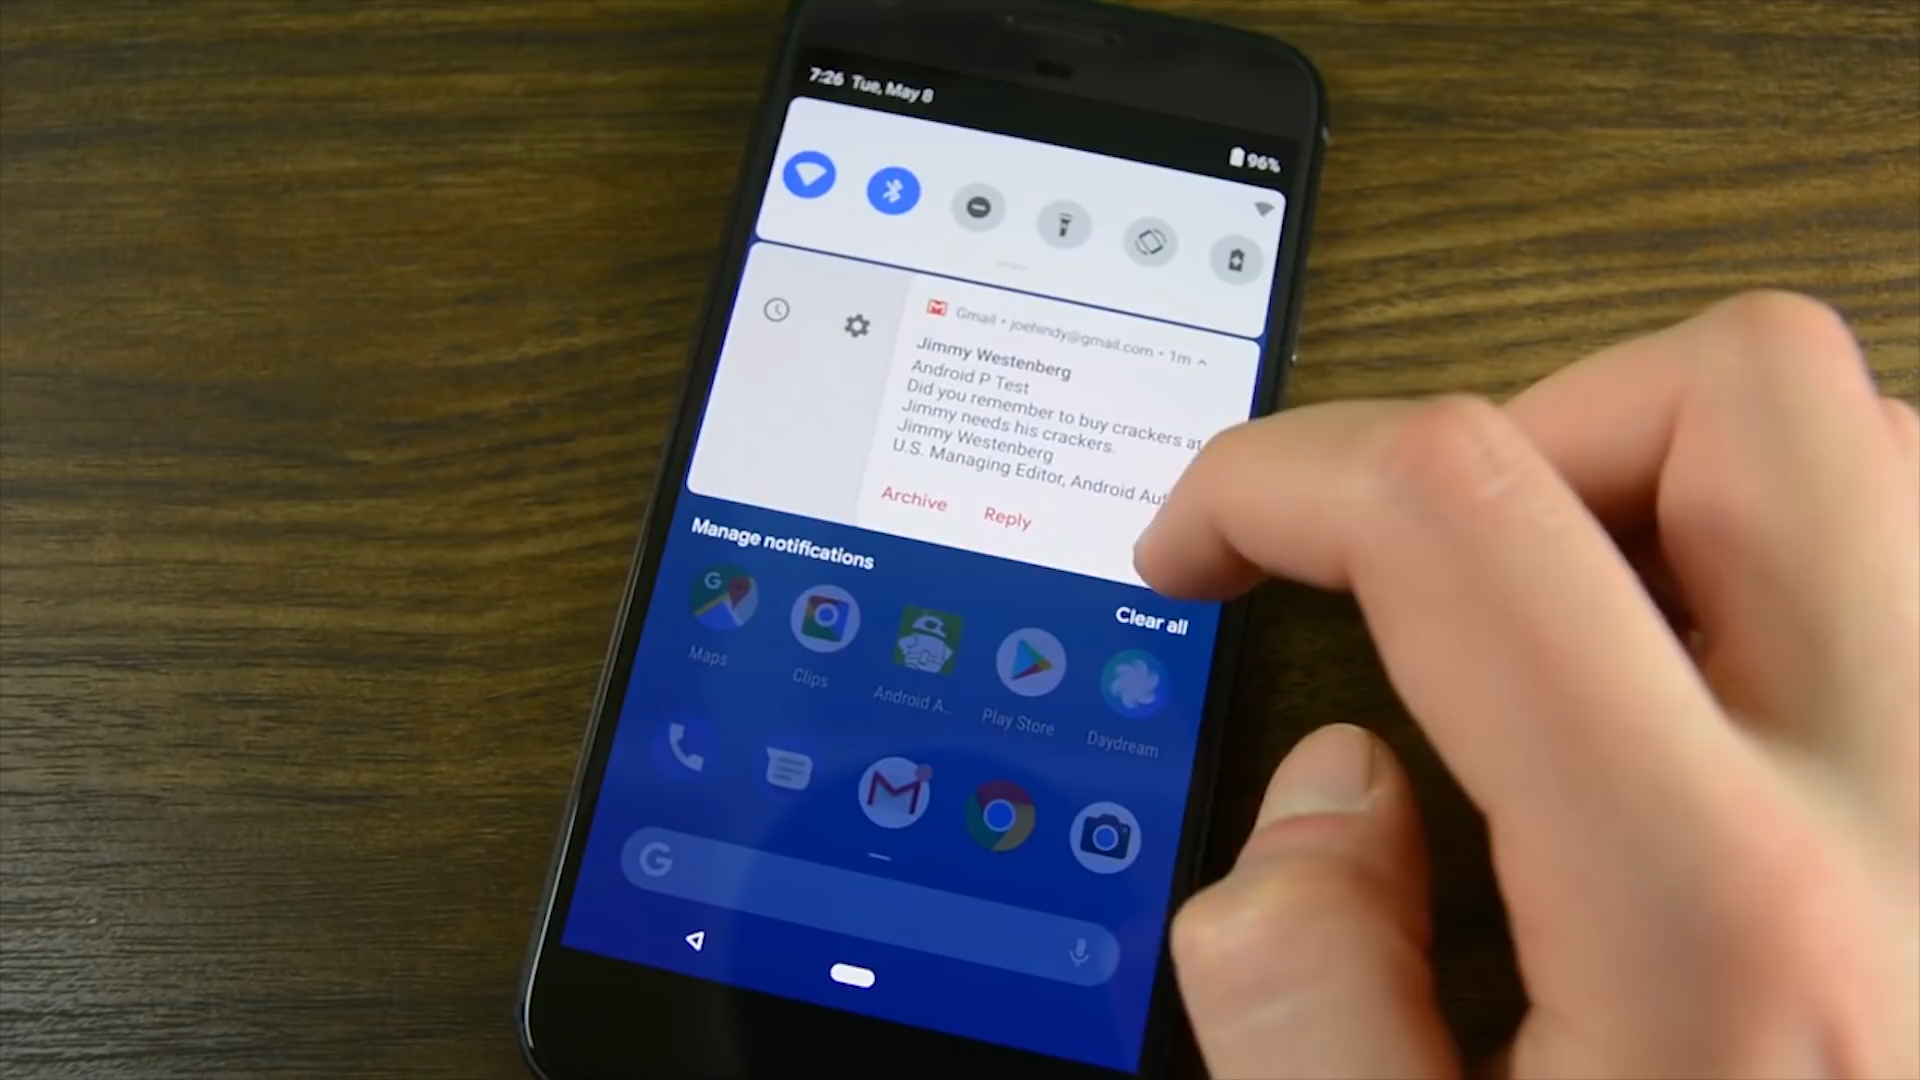 7:26 Tue, May 8
96%
Gmail • joehindy@gmail.com • 1m
Jimmy Westenberg
Android P Test
Did you remember to buy crackers at
Jimmy needs his crackers.
Jimmy Westenberg
U.S. Managing Editor, Android Aut
Archive Reply
Manage notifications
Clear all
Maps
Clips
Android A...
Play Store
Daydream
G